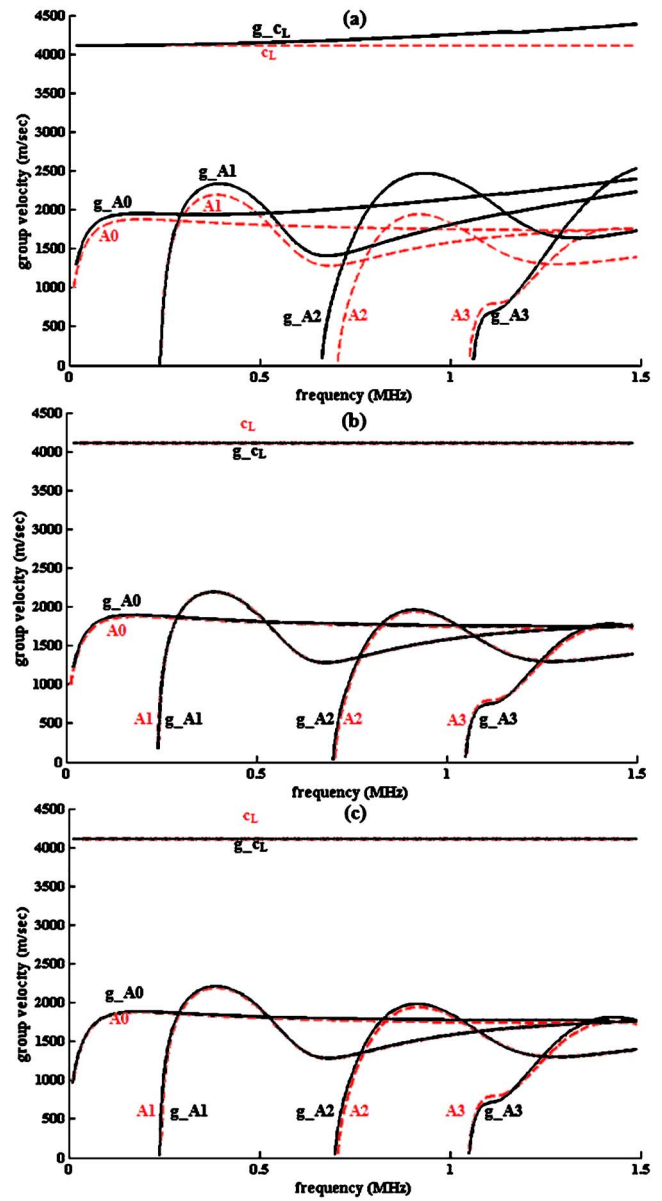 (a)
4500
g_cL
cL
4000
3500
3000
2500
g_A1
g_A0
2000
A1
A0
1500
1000
g_A2
A2
A3
g_A3
500
0
group velocity (m/sec)
0
0.5
1
1.5
frequency (MHz)
(b)
4500
cL
4000
g_cL
3500
3000
2500
g_A0
2000
A0
1500
1000
A1
g_A1
g_A2
A2
A3
g_A3
500
0
group velocity (m/sec)
0
0.5
1
1.5
frequency (MHz)
(c)
4500
cL
4000
g_cL
3500
3000
2500
g_A0
2000
A0
1500
1000
A1
g_A1
g_A2
A2
A3
g_A3
500
0
group velocity (m/sec)
0
0.5
1
1.5
frequency (MHz)